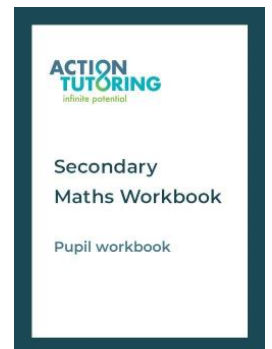 ACTION
TUTORING
infinite potential
Secondary
Maths Workbook
Pupil workbook